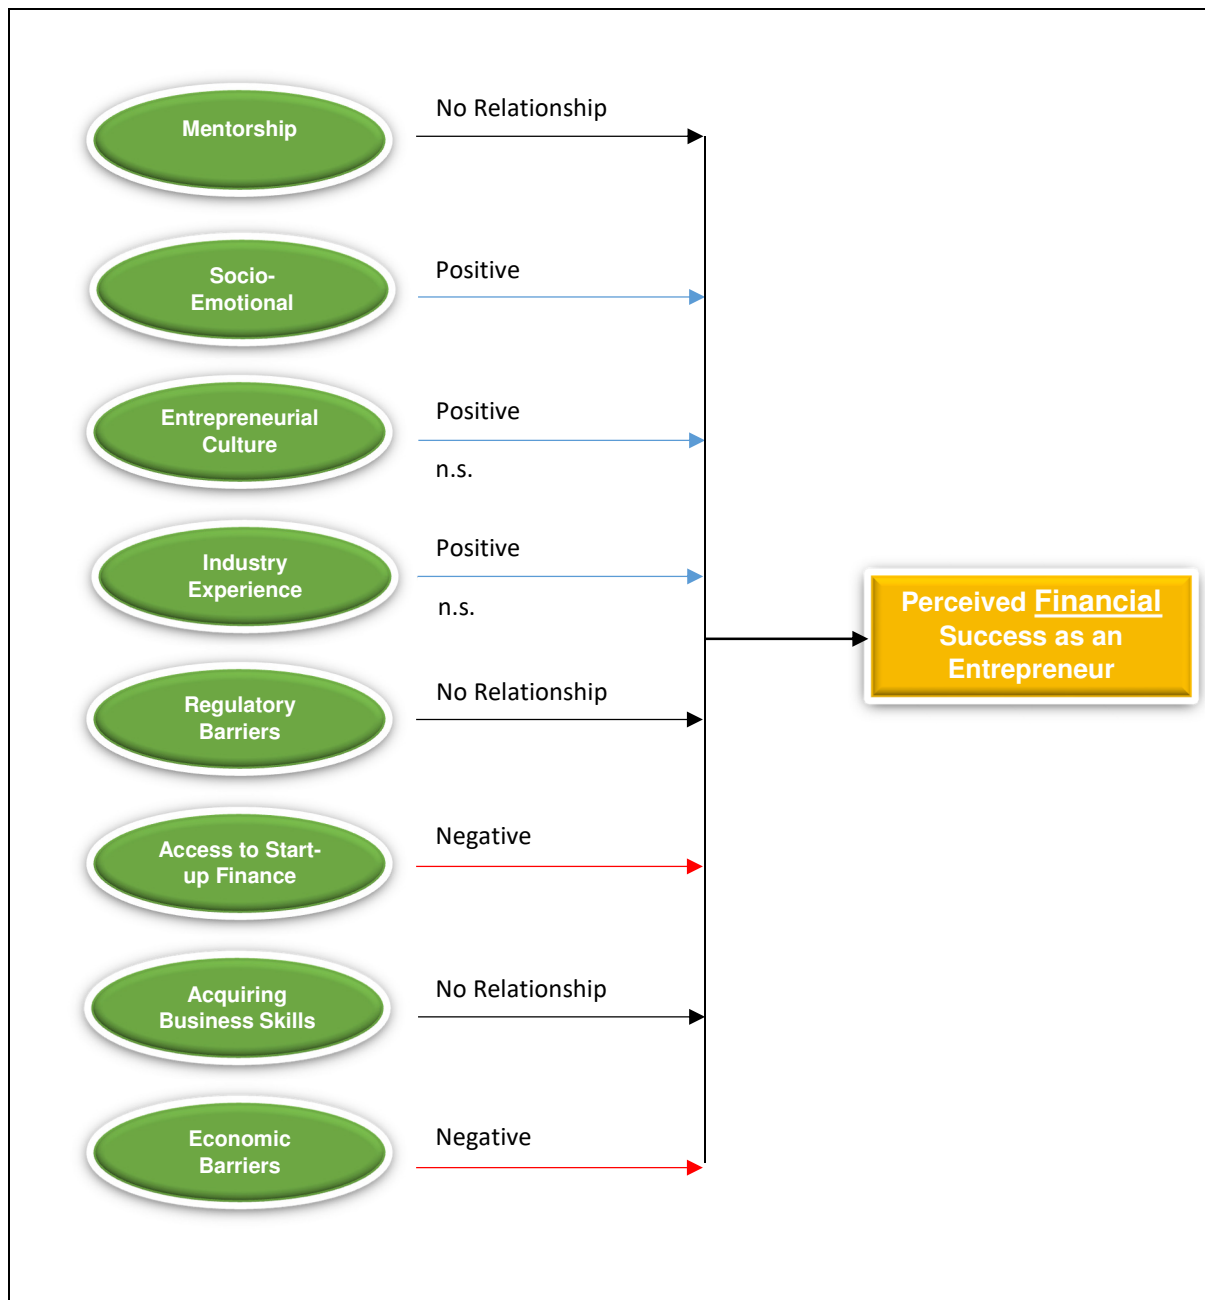 Mentorship
No Relationship
Socio-
Emotional
Positive
Entrepreneurial
Culture
Positive
n.s.
Industry
Experience
Positive
n.s.
Regulatory
Barriers
No Relationship
Access to Start-
up Finance
Negative
Acquiring
Business Skills
No Relationship
Economic
Barriers
Negative
Perceived Financial
Success as an
Entrepreneur